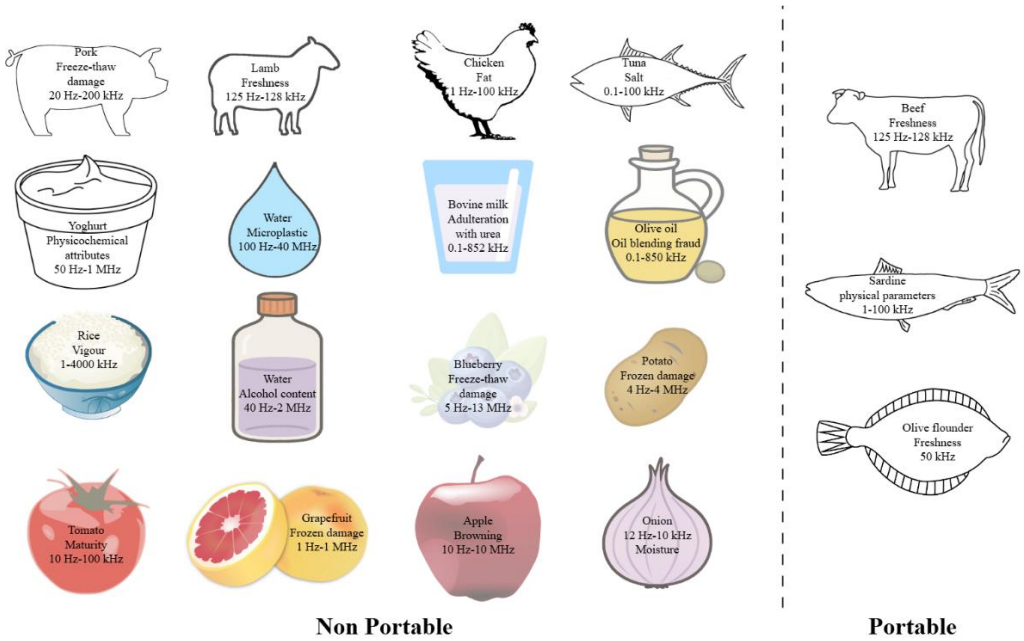 Pork
Freeze-thaw
damage
20 Hz-200 kHz
Lamb
Freshness
125 Hz-128 kHz
Chicken
Fat
1 Hz-100 kHz
Tuna
Salt
0.1-100 kHz
Beef
Freshness
125 Hz-128 kHz
Yoghurt
Physicochemical
attributes
50 Hz-1 MHz
Water
Microplastic
100 Hz-40 MHz
Bovine milk
Adulteration
with urea
0.1-852 kHz
Olive oil
Oil blending fraud
0.1-850 kHz
Sardine
physical parameters
1-100 kHz
Rice
Vigour
1-4000 kHz
Water
Alcohol content
40 Hz-2 MHz
Blueberry
Freeze-thaw
damage
5 Hz-13 MHz
Potato
Frozen damage
4 Hz-4 MHz
Olive flounder
Freshness
50 kHz
Tomato
Maturity
10 Hz-100 kHz
Grapefruit
Frozen damage
1 Hz-1 MHz
Apple
Browning
10 Hz-10 MHz
Onion
12 Hz-10 kHz
Moisture
Non Portable
Portable